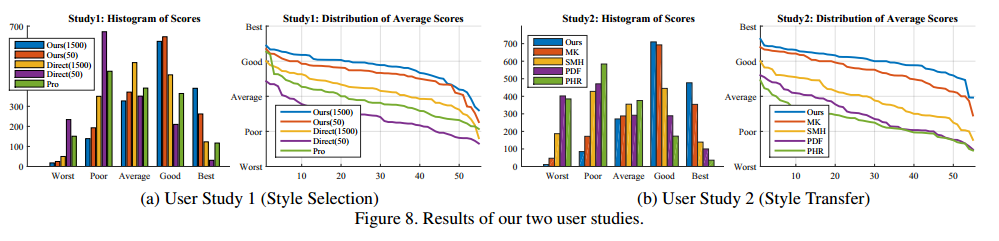 Study1: Histogram of Scores
700
300
200
100
0
Ours(1500)
Ours(50)
Direct(1500)
Direct(50)
Pro
Worst Poor Average Good Best
Study1: Distribution of Average Scores
Best
Good
Average
Poor
Worst
Ours(1500)
Ours(50)
Direct(1500)
Direct(50)
Pro
10 20 30 40 50
Study2: Histogram of Scores
700
600
500
400
300
200
100
0
Ours
MK
SMH
PDF
PHR
Worst Poor Average Good Best
Study2: Distribution of Average Scores
Best
Good
Average
Poor
Worst
Ours
MK
SMH
PDF
PHR
10 20 30 40 50
(a) User Study 1 (Style Selection)
(b) User Study 2 (Style Transfer)
Figure 8. Results of our two user studies.